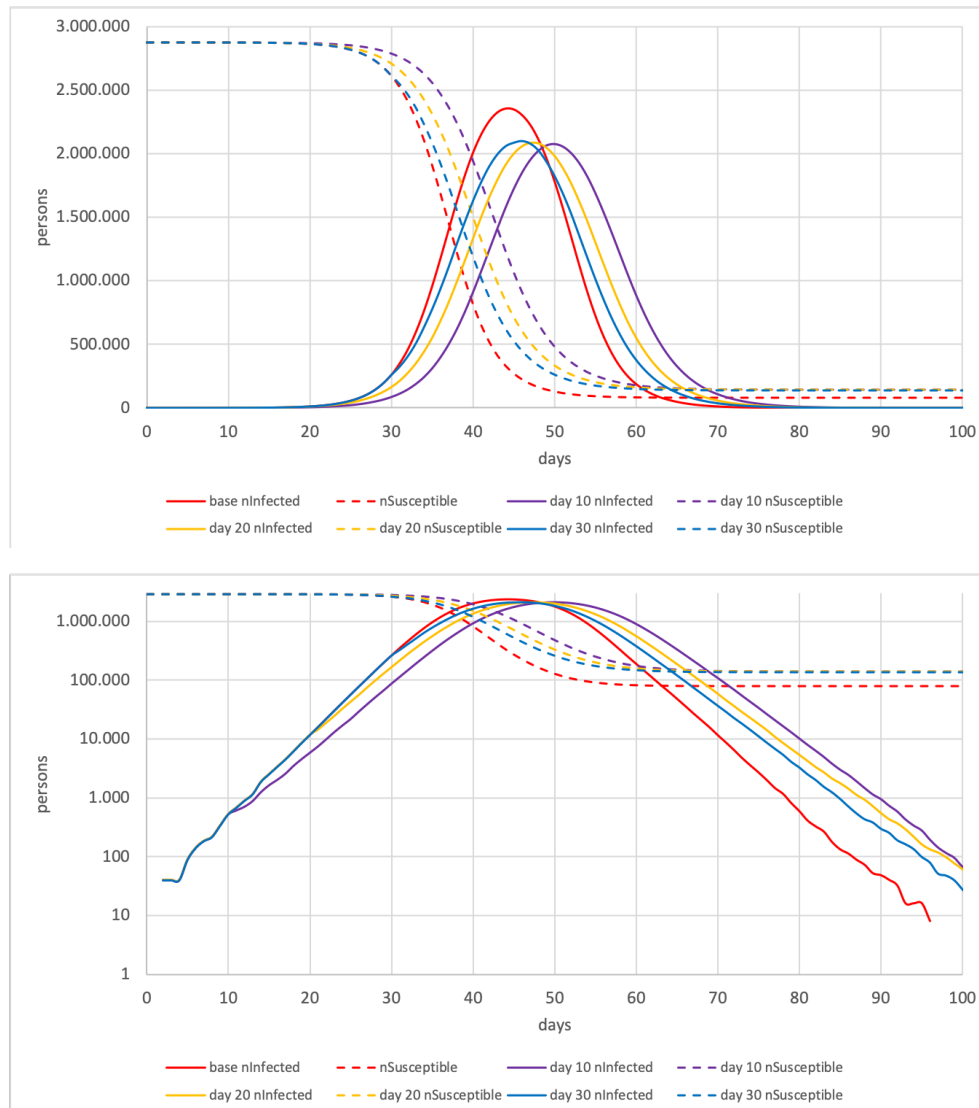 3.000.000
2.500.000
2.000.000
1.500.000
1.000.000
500.000
0
persons
0 10 20 30 40 50 60 70 80 90 100
days
base nInfected nSusceptible day 10 nInfected day 10 nSusceptible
day 20 nInfected day 20 nSusceptible day 30 nInfected day 30 nSusceptible
1.000.000
100.000
10.000
1.000
100
10
1
persons
0 10 20 30 40 50 60 70 80 90 100
days
base nInfected nSusceptible day 10 nInfected day 10 nSusceptible
day 20 nInfected day 20 nSusceptible day 30 nInfected day 30 nSusceptible